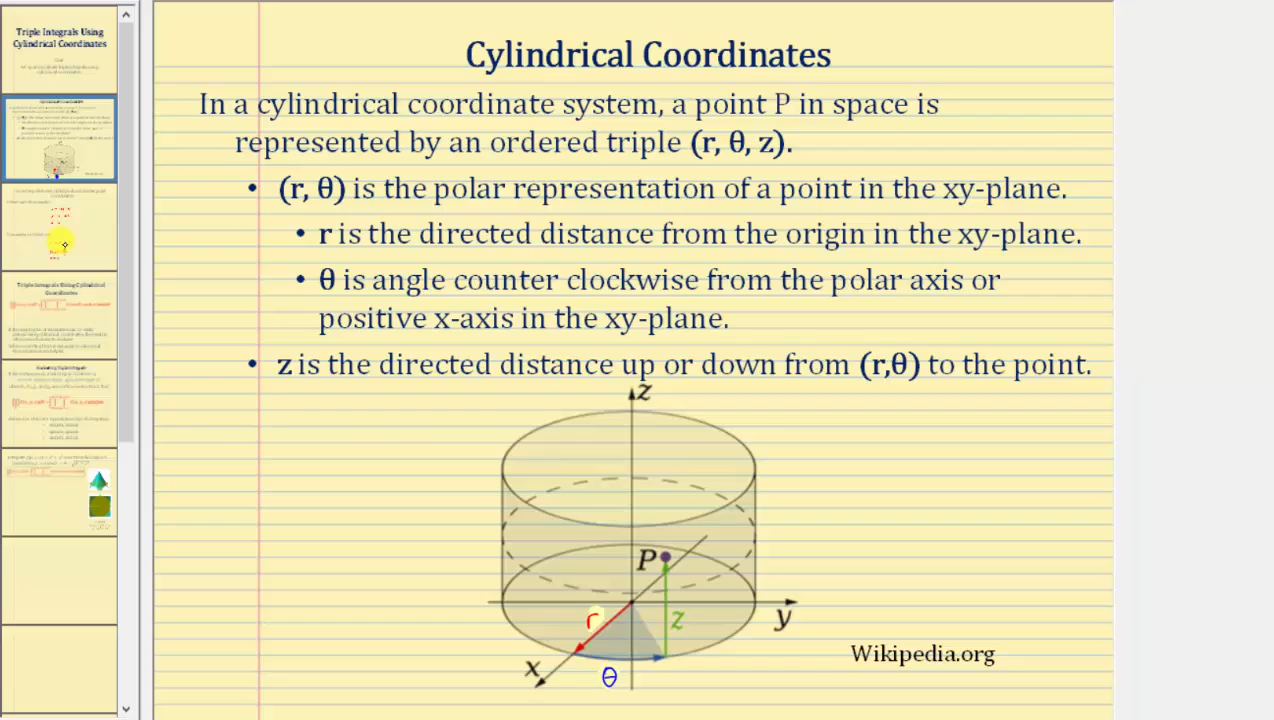 Triple Integrals Using
Cylindrical Coordinates
Triple Integrals Using Cylindrical
Coordinates
Cylindrical Coordinates
In a cylindrical coordinate system, a point P in space is
represented by an ordered triple (r, θ, z).
• (r, θ) is the polar representation of a point in the xy-plane.
• r is the directed distance from the origin in the xy-plane.
• θ is angle counter clockwise from the polar axis or
positive x-axis in the xy-plane.
• z is the directed distance up or down from (r,θ) to the point.
z
P
r
z
y
x
θ
Wikipedia.org